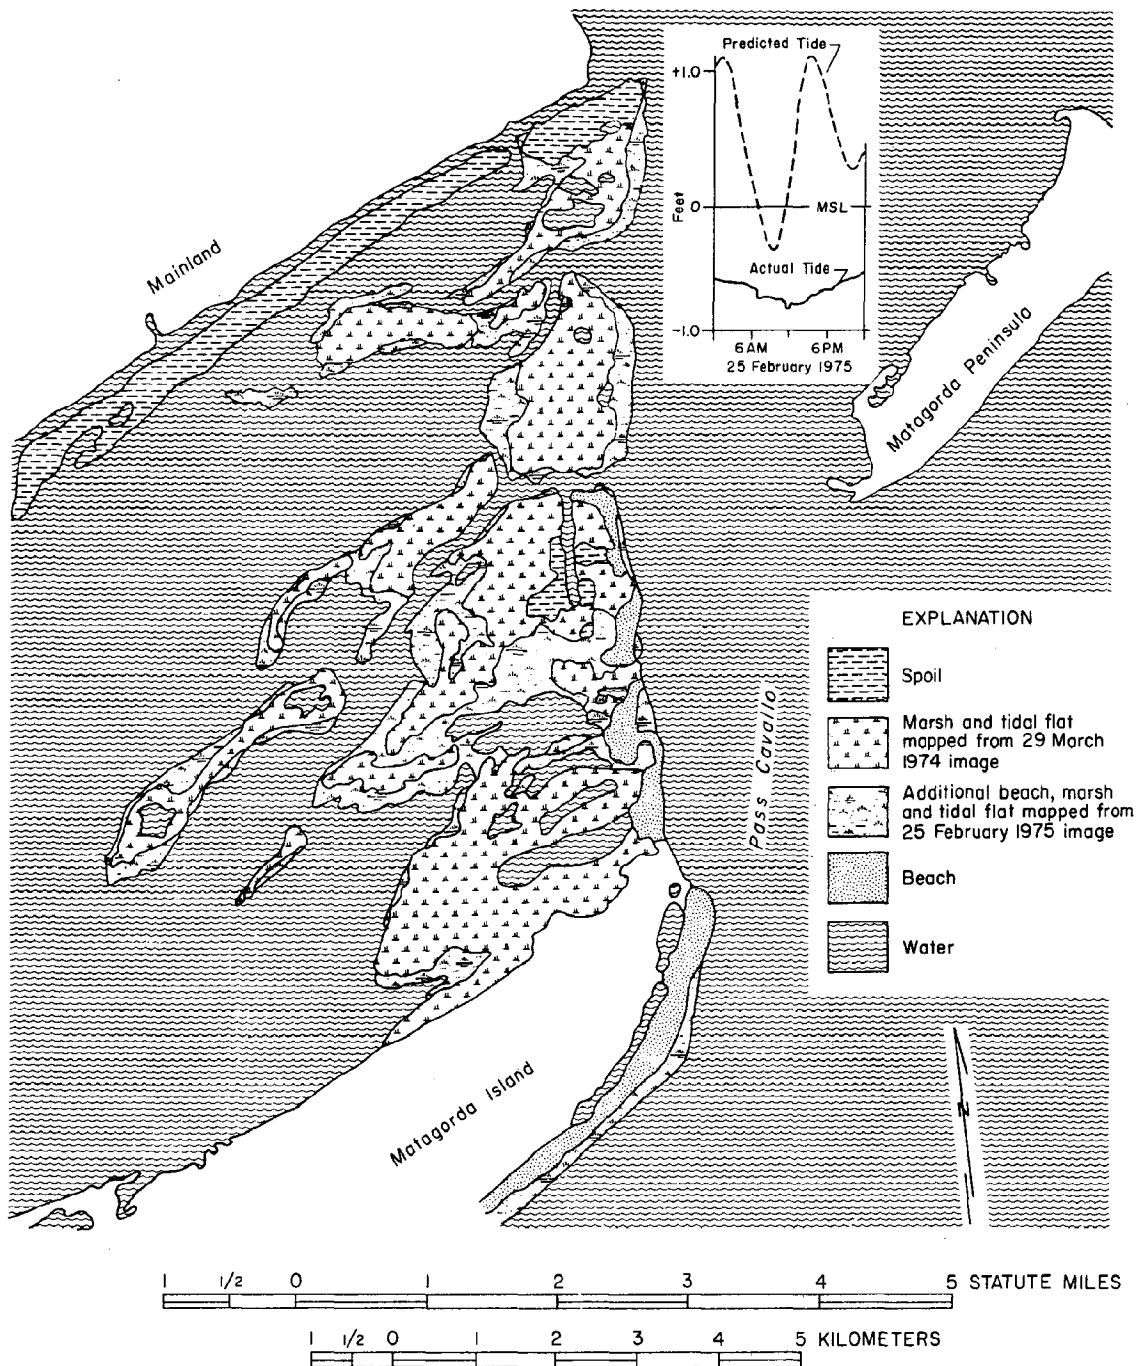 Predicted Tide
+1.0
Feet
0
MSL
Actual Tide
-1.0
6AM 6PM
25 February 1975
Mainland
Matagorda Peninsula
EXPLANATION
Spoil
Marsh and tidal flat
mapped from 29 March
1974 image
Additional beach, marsh
and tidal flat mapped from
25 February 1975 image
Beach
Water
Pass Cavallo
Matagorda Island
N
1 1/2 0 1 2 3 4 5 STATUTE MILES
1 1/2 0 1 2 3 4 5 KILOMETERS